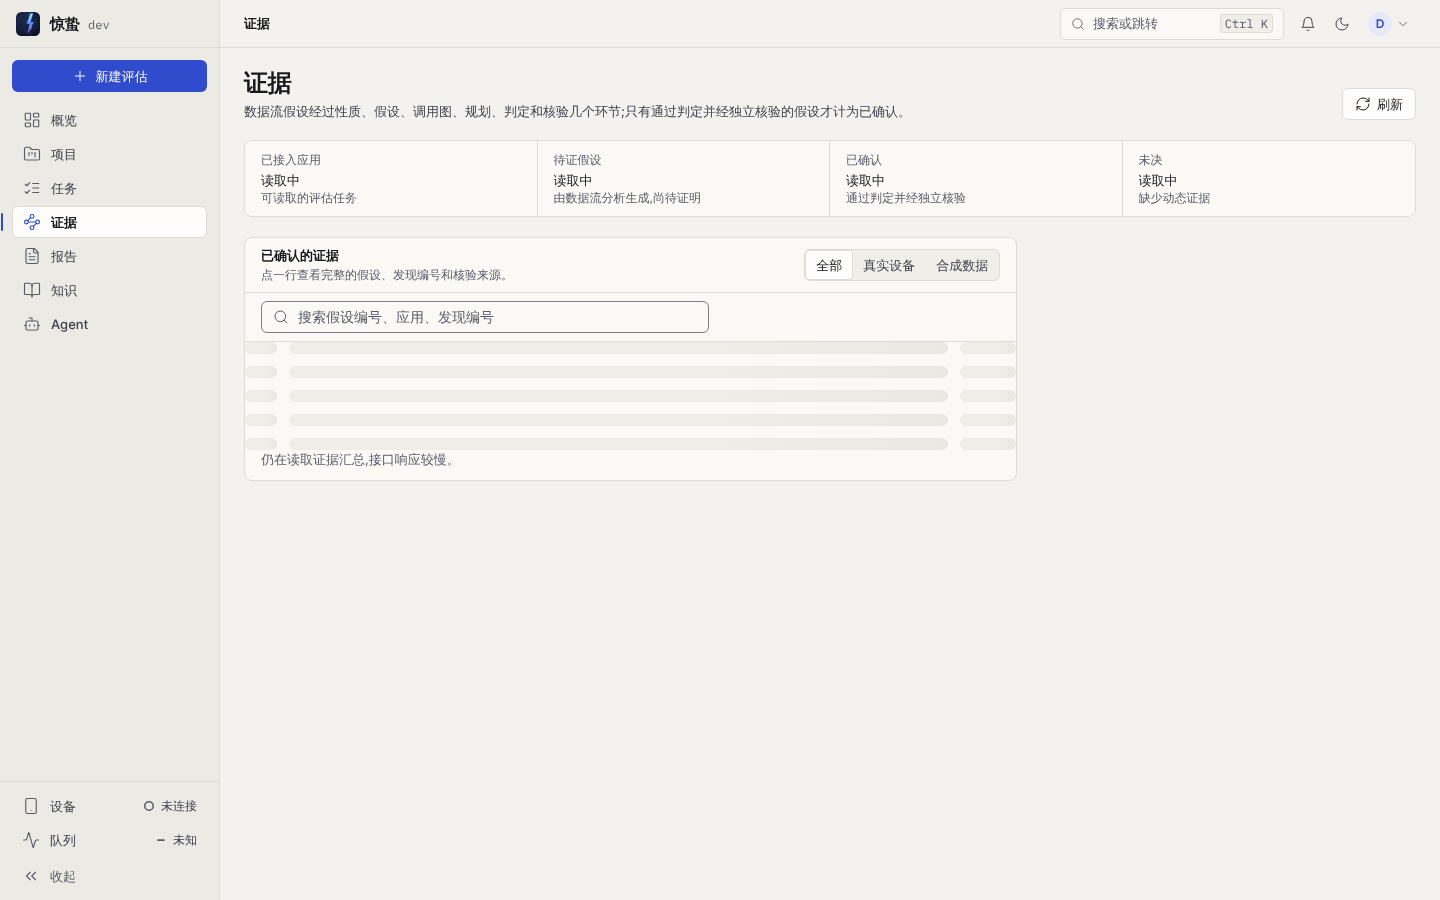 惊蛰 dev
证据
搜索或跳转 Ctrl K
D
新建评估
概览
项目
任务
证据
报告
知识
Agent
设备 未连接
队列 未知
收起
证据
数据流假设经过性质、假设、调用图、规划、判定和核验几个环节;只有通过判定并经独立核验的假设才计为已确认。
刷新
已接入应用
读取中
可读取的评估任务
待证假设
读取中
由数据流分析生成,尚待证明
已确认
读取中
通过判定并经独立核验
未决
读取中
缺少动态证据
已确认的证据
点一行查看完整的假设、发现编号和核验来源。
全部 真实设备 合成数据
搜索假设编号、应用、发现编号
仍在读取证据汇总,接口响应较慢。